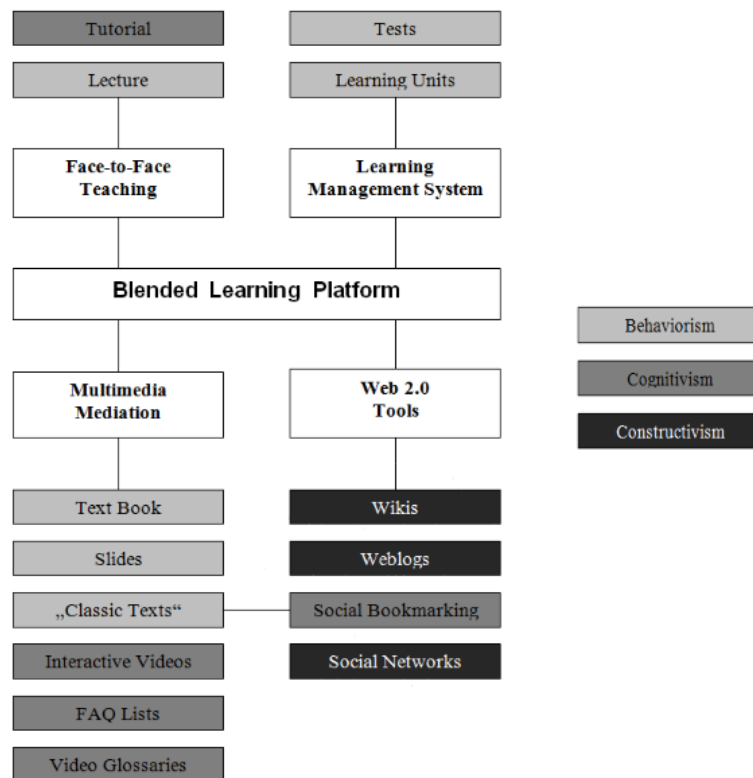 Tutorial
Tests
Lecture
Learning Units
Face-to-Face
Teaching
Learning
Management System
Blended Learning Platform
Behaviorism
Cognitivism
Constructivism
Multimedia
Mediation
Web 2.0
Tools
Text Book
Wikis
Slides
Weblogs
„Classic Texts“
Social Bookmarking
Interactive Videos
Social Networks
FAQ Lists
Video Glossaries